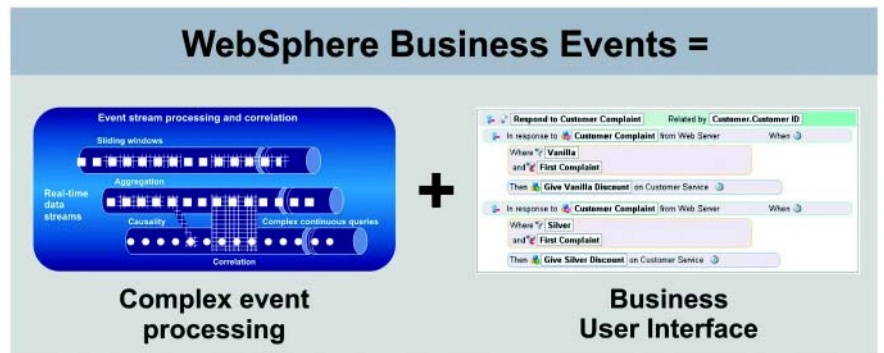 WebSphere Business Events =
Event stream processing and correlation
Sliding windows
Aggregation
Real-time
data
streams
Causality
Complex continuous queries
Correlation
+
Respond to Customer Complaint Related by Customer.Customer ID
In response to Customer Complaint from Web Server When
Where Vanilla
and First Complaint
Then Give Vanilla Discount on Customer Service
In response to Customer Complaint from Web Server When
Where Silver
and First Complaint
Then Give Silver Discount on Customer Service
Complex event
processing
Business
User Interface